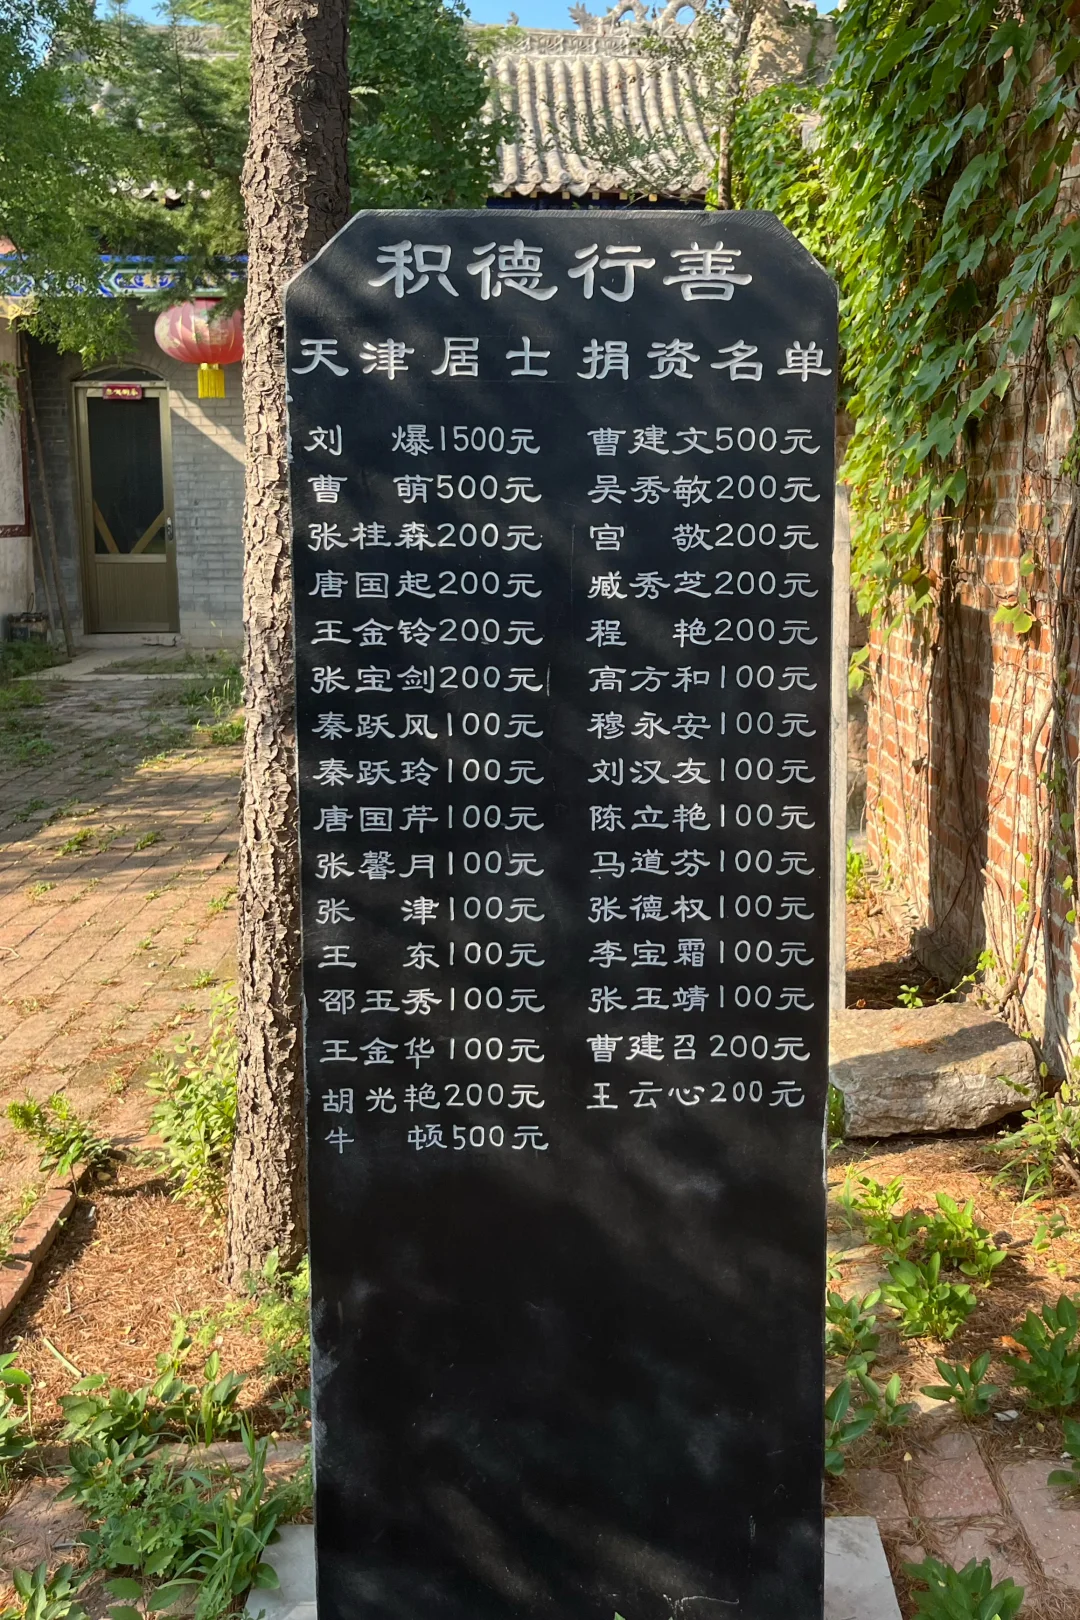 积德行善
天津居士捐资名单
刘 爆1500元 曹建文500元
曹 萌500元 吴秀敏200元
张桂森200元 宫 敬200元
唐国起200元 臧秀芝200元
王金铃200元 程 艳200元
张宝剑200元 高方和100元
秦跃风100元 穆永安100元
秦跃玲100元 刘汉友100元
唐国芹100元 陈立艳100元
张馨月100元 马道芬100元
张 津100元 张德权100元
王 东100元 李宝霜100元
邵玉秀100元 张玉靖100元
王金华100元 曹建召200元
胡光艳200元 王云心200元
牛 顿500元